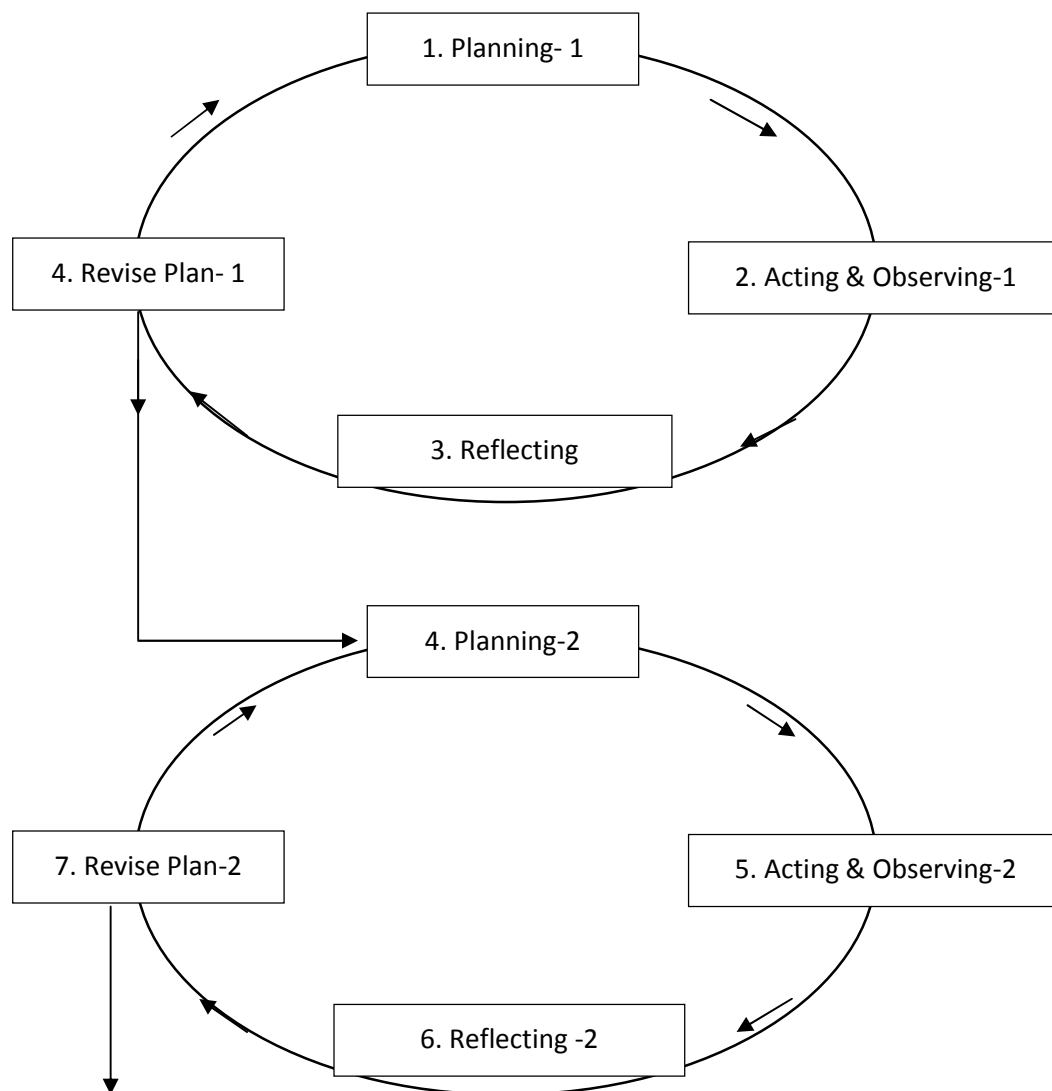 1. Planning- 1
4. Revise Plan- 1
2. Acting & Observing-1
3. Reflecting
4. Planning-2
7. Revise Plan-2
5. Acting & Observing-2
6. Reflecting -2